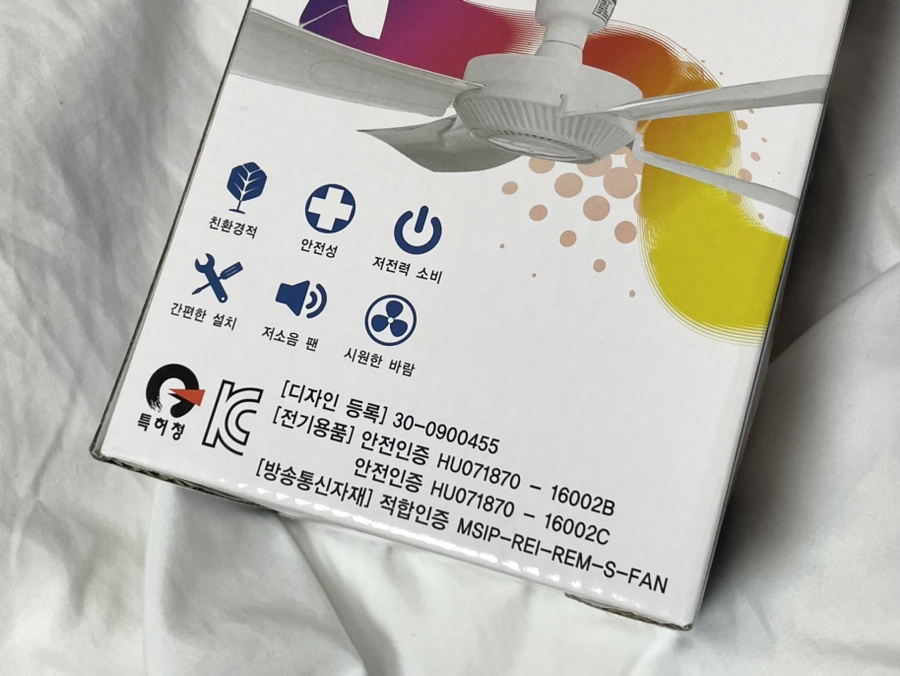 친환경적
안전성
저전력 소비
간편한 설치
저소음 팬
시원한 바람
특허청
[디자인 등록] 30-0900455
[전기용품] 안전인증 HU071870 - 16002B
안전인증 HU071870 - 16002C
[방송통신자재] 적합인증 MSIP-REI-REM-S-FAN